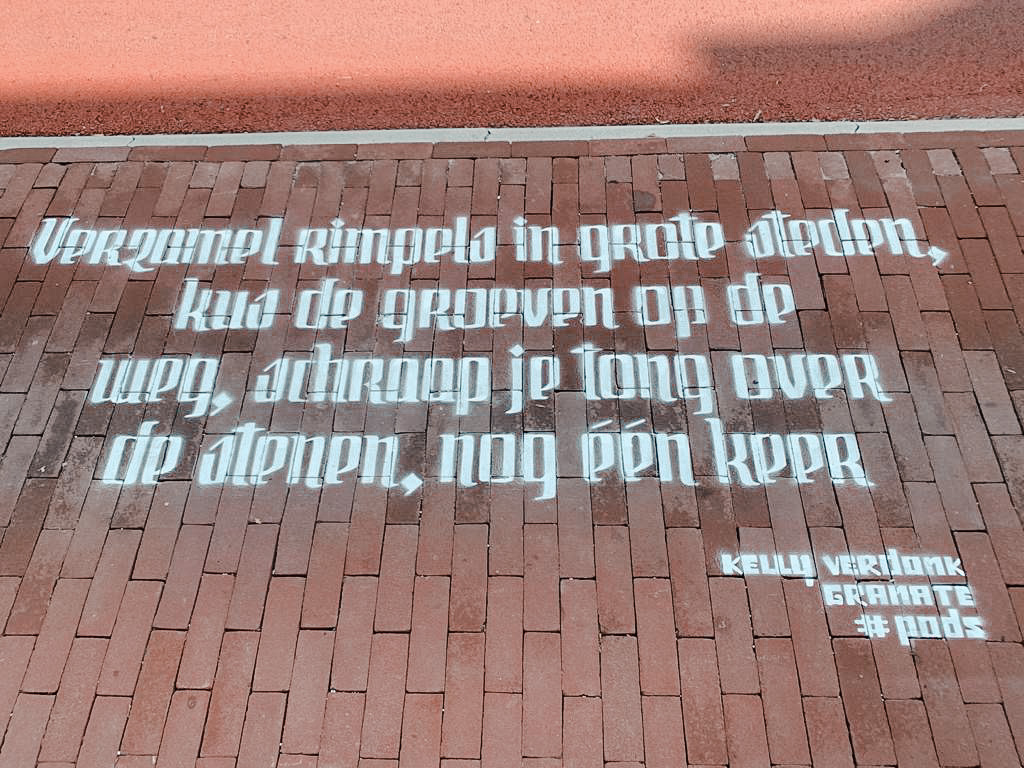 Verzamel rimpels in grote steden,
kus de groeven op de
weg, schraap je tong over
de stenen, nog één keer
KELLY VERDONK
GRANATE
# pods